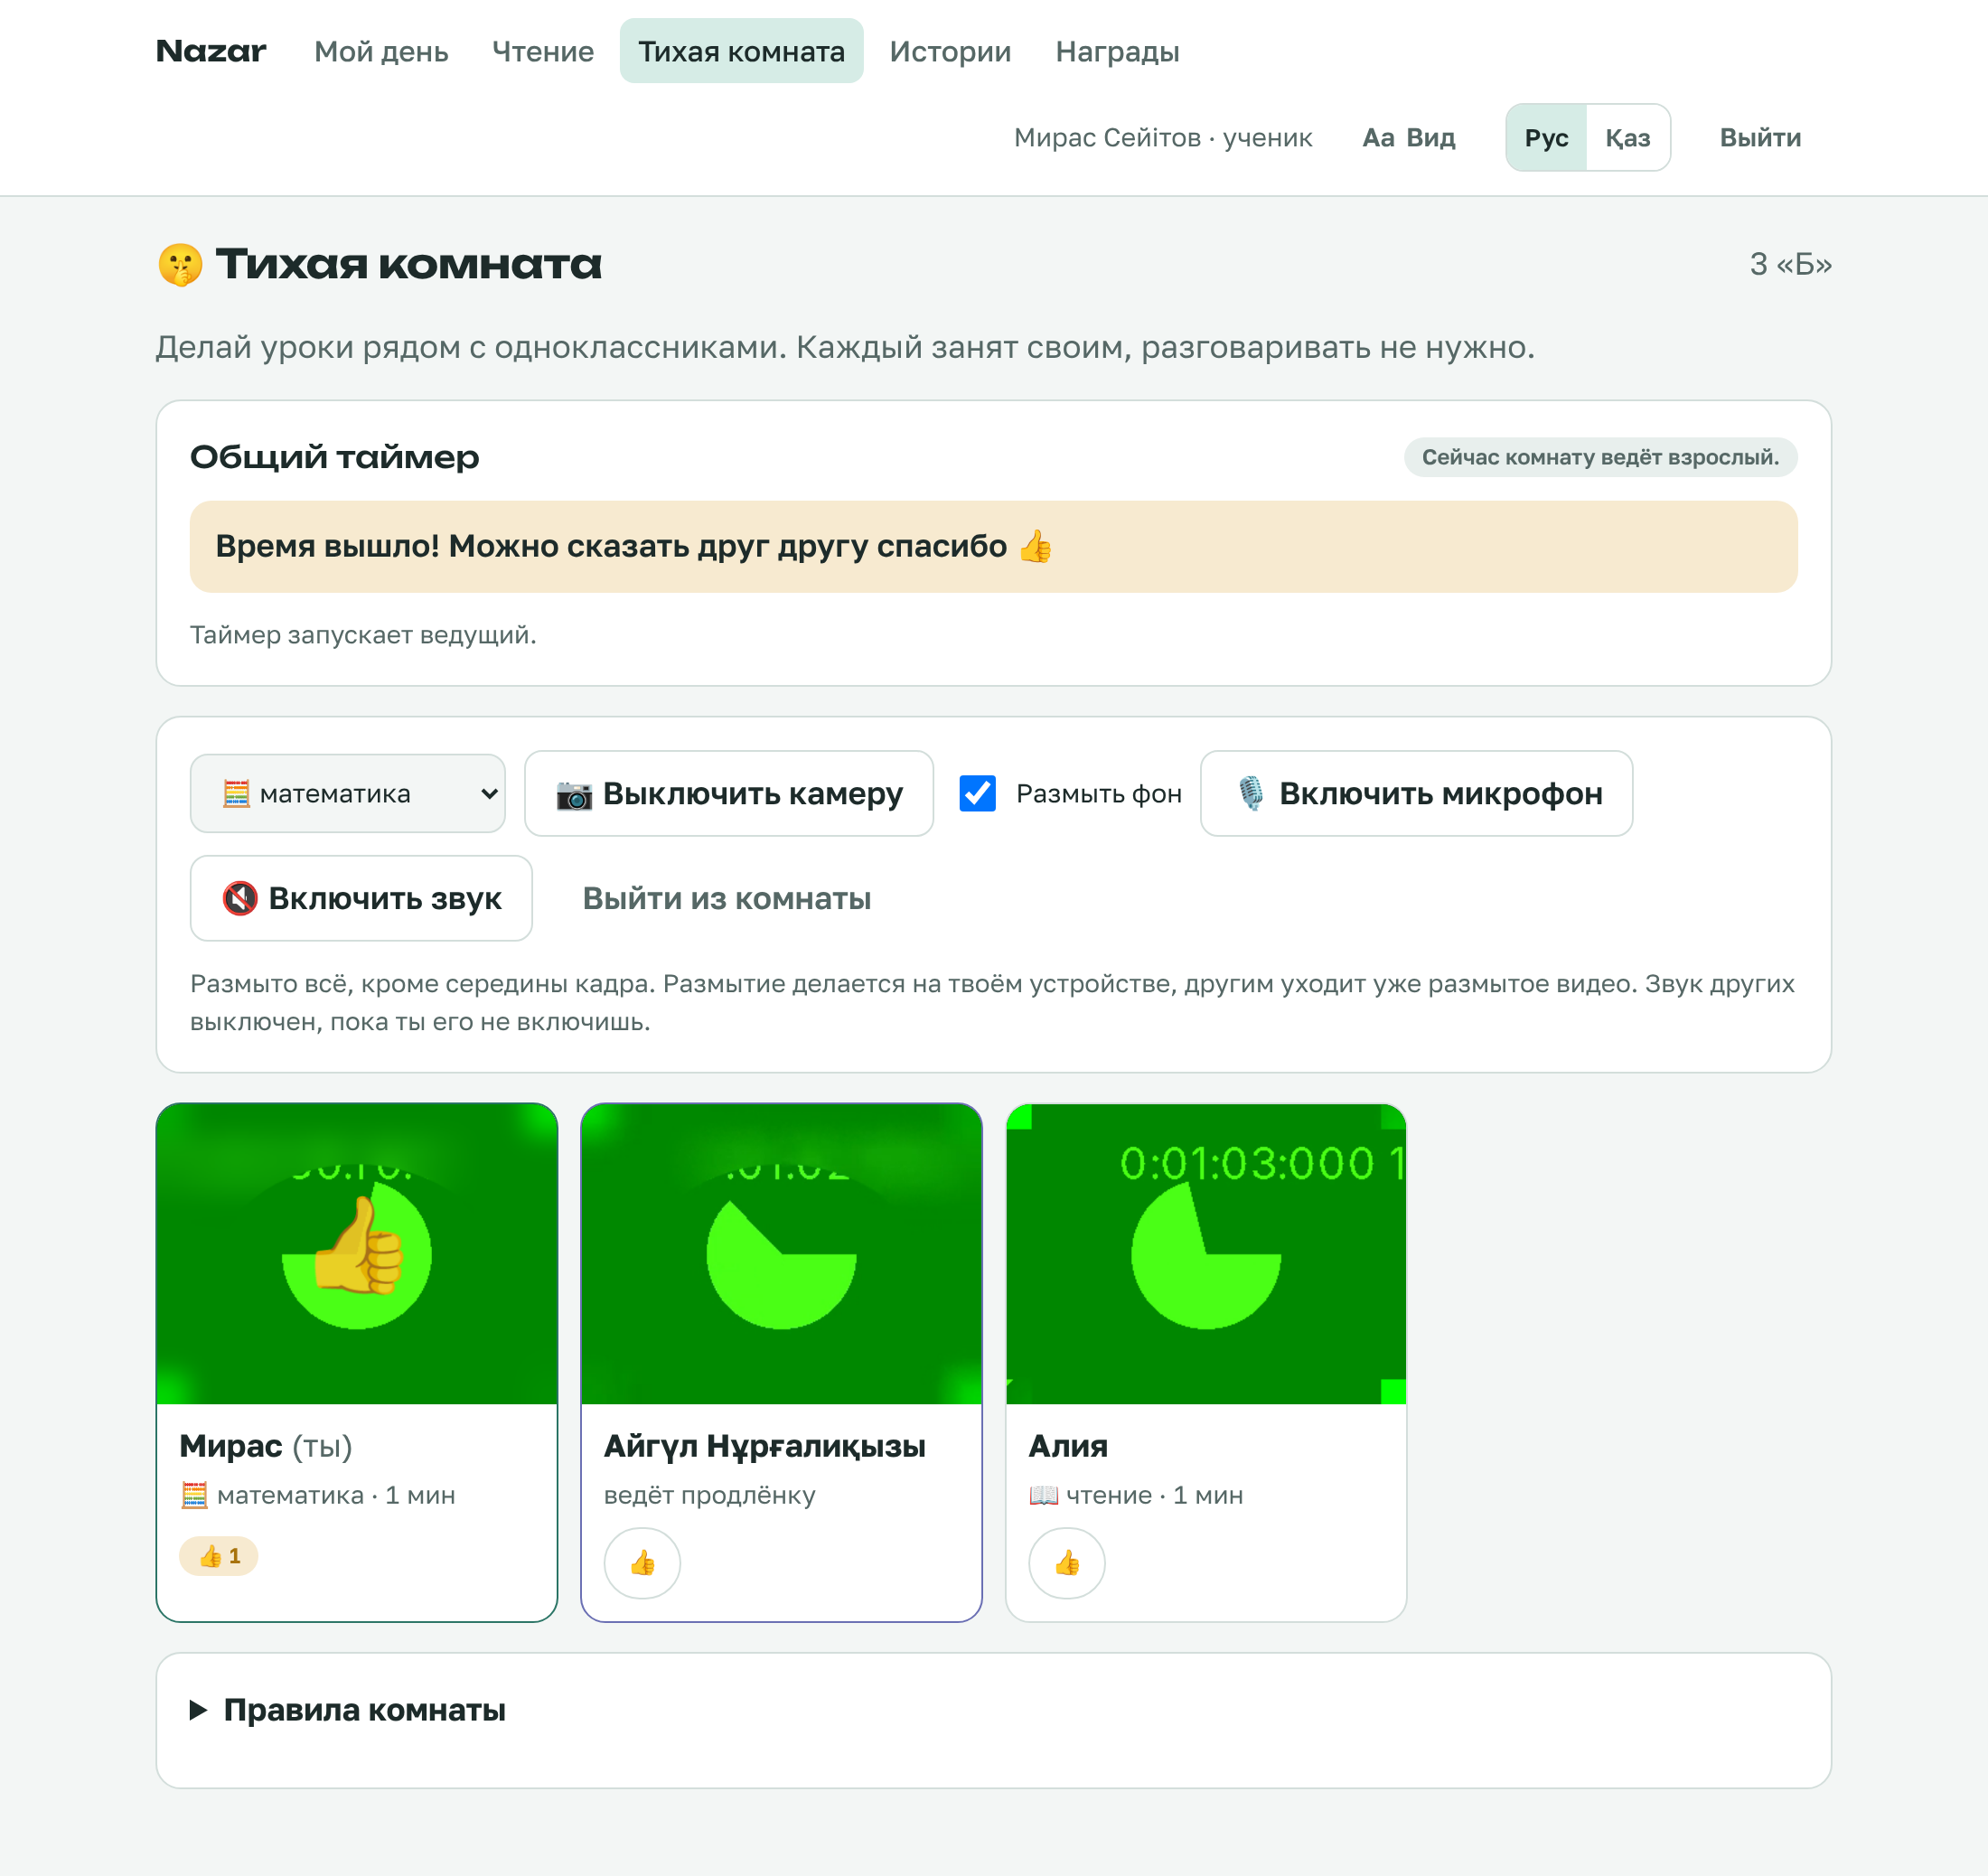 Nazar Мой день Чтение Тихая комната Истории Награды
Мирас Сейітов · ученик Aa Вид Рус Қаз Выйти
Тихая комната 3 «Б»
Делай уроки рядом с одноклассниками. Каждый занят своим, разговаривать не нужно.
Общий таймер Сейчас комнату ведёт взрослый.
Время вышло! Можно сказать друг другу спасибо 👍
Таймер запускает ведущий.
математика Выключить камеру Размыть фон Включить микрофон
Включить звук Выйти из комнаты
Размыто всё, кроме середины кадра. Размытие делается на твоём устройстве, другим уходит уже размытое видео. Звук других
выключен, пока ты его не включишь.
0:01:03:000 1
Мирас (ты) Айгүл Нұрғалиқызы Алия
математика · 1 мин ведёт продлёнку чтение · 1 мин
👍 1 👍 👍
Правила комнаты